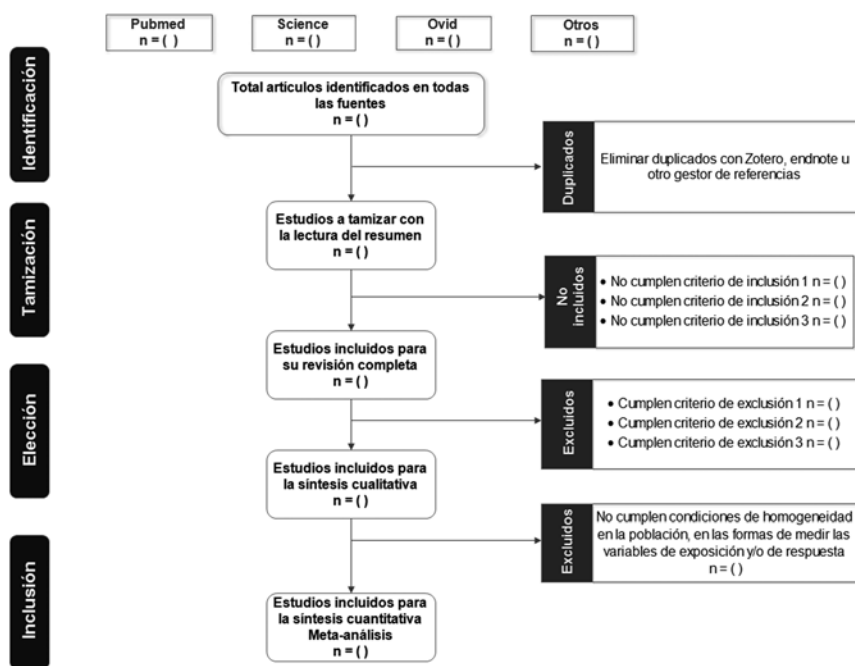 Pubmed
n = ( )
Science
n = ( )
Ovid
n = ( )
Otros
n = ( )
Identificación
Total artículos identificados en todas
las fuentes
n = ( )
Duplicados
Eliminar duplicados con Zotero, endnote u
otro gestor de referencias
Tamización
Estudios a tamizar con
la lectura del resumen
n = ( )
No
incluidos
• No cumplen criterio de inclusión 1 n = ( )
• No cumplen criterio de inclusión 2 n = ( )
• No cumplen criterio de inclusión 3 n = ( )
Estudios incluidos para
su revisión completa
n = ( )
Elección
Excluidos
• Cumplen criterio de exclusión 1 n = ( )
• Cumplen criterio de exclusión 2 n = ( )
• Cumplen criterio de exclusión 3 n = ( )
Estudios incluidos para
la síntesis cualitativa
n = ( )
Excluidos
No cumplen condiciones de homogeneidad
en la población, en las formas de medir las
variables de exposición y/o de respuesta
n = ( )
Inclusión
Estudios incluidos para
la síntesis cuantitativa
Meta-análisis
n = ( )